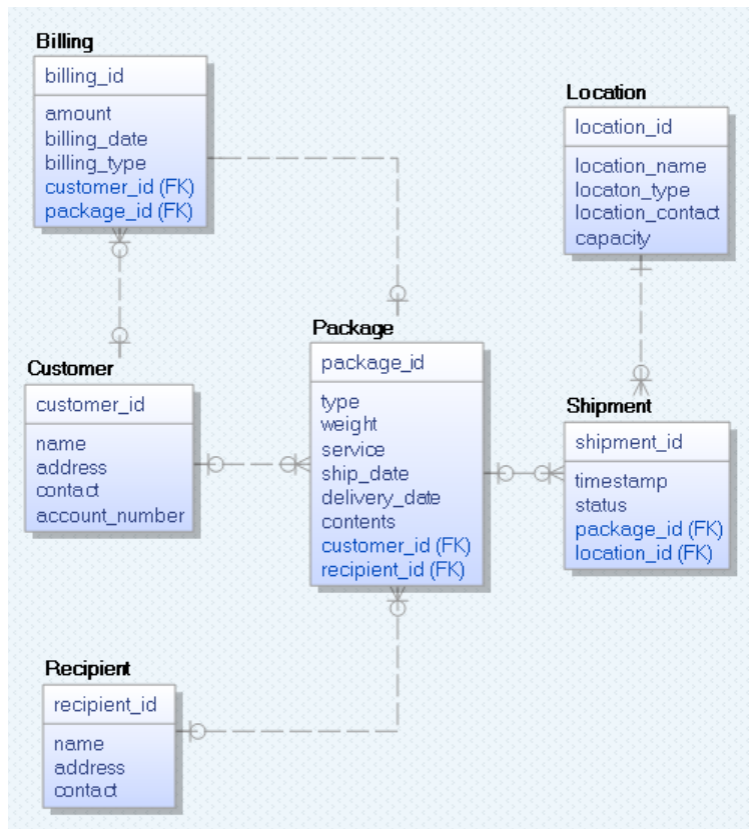 Billing
billing_id
amount
billing_date
billing_type
customer_id (FK)
package_id (FK)
Location
location_id
location_name
locaton_type
location_contact
capacity
Package
package_id
type
weight
service
ship_date
delivery_date
contents
customer_id (FK)
recipient_id (FK)
Customer
customer_id
name
address
contact
account_number
Shipment
shipment_id
timestamp
status
package_id (FK)
location_id (FK)
Recipient
recipient_id
name
address
contact